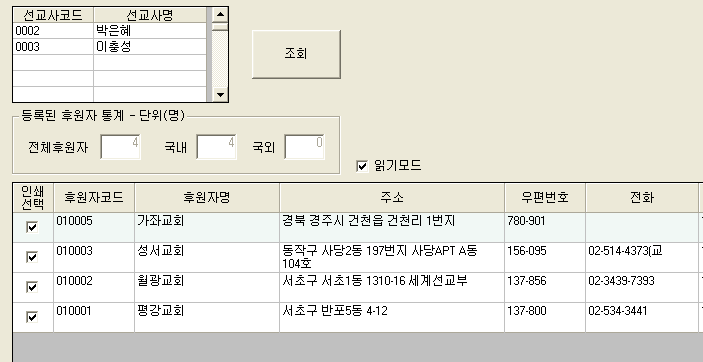 선교사코드 선교사명
0002 박은혜
0003 이충성
조회
등록된 후원자 통계 - 단위(명)
전체후원자 4 국내 4 국외 0
읽기모드
인쇄 선택 후원자코드 후원자명 주소 우편번호 전화
010005 가좌교회 경북 경주시 건천읍 건천리 1번지 780-901
010003 성서교회 동작구 사당2동 197번지 사당APT A동 156-095 02-514-4373(교
104호
010002 월광교회 서초구 서초1동 1310-16 세계선교부 137-856 02-3439-7393
010001 평강교회 서초구 반포5동 4-12 137-800 02-534-3441